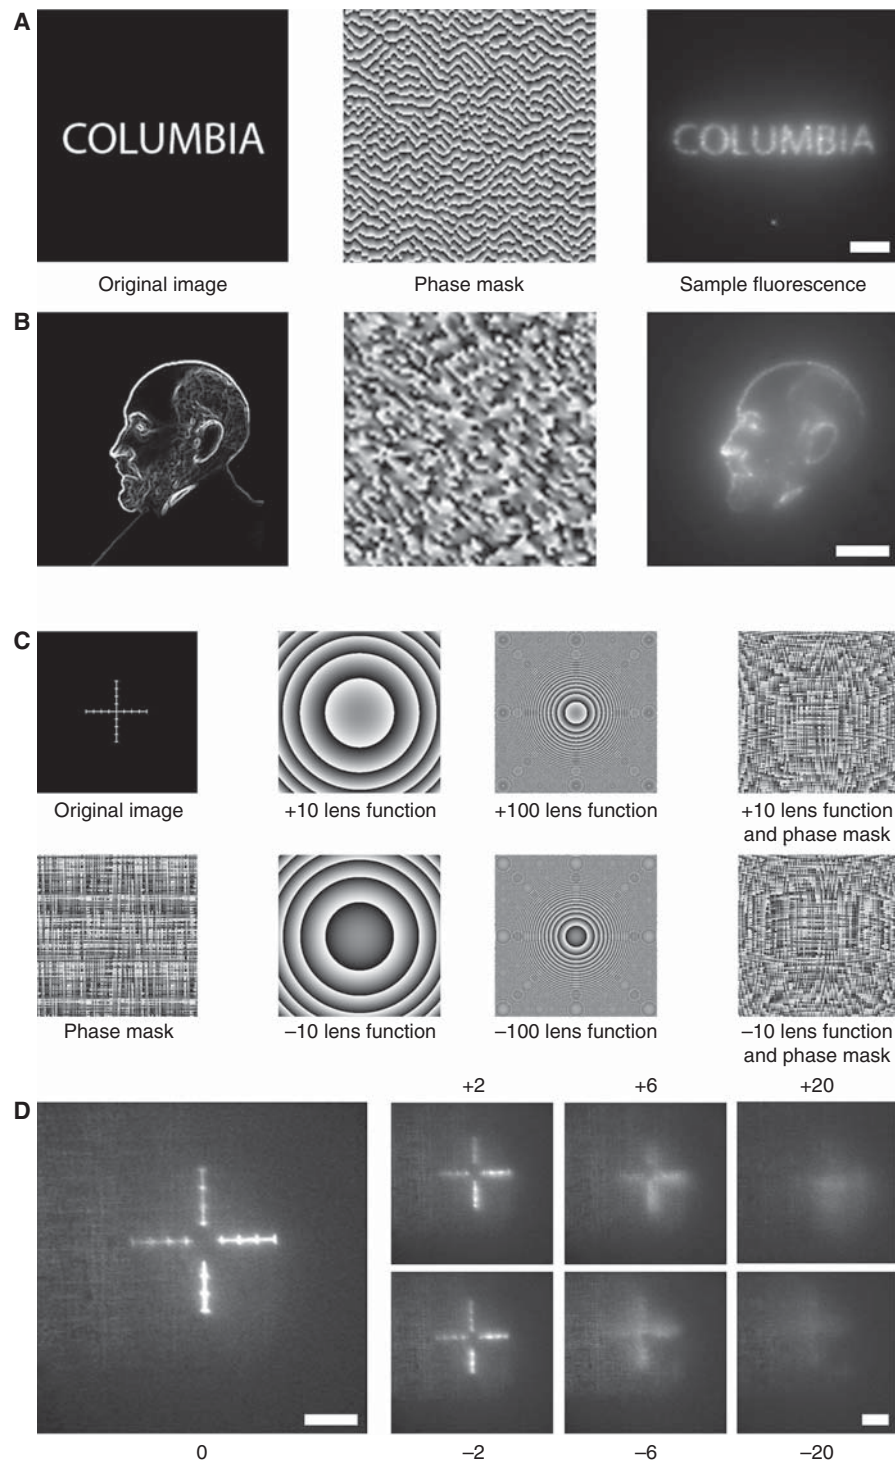 A
COLUMBIA
COLUMBIA
Original image
Phase mask
Sample fluorescence
B
C
Original image
+10 lens function
+100 lens function
+10 lens function
and phase mask
Phase mask
–10 lens function
–100 lens function
–10 lens function
and phase mask
D
+2
+6
+20
0
–2
–6
–20